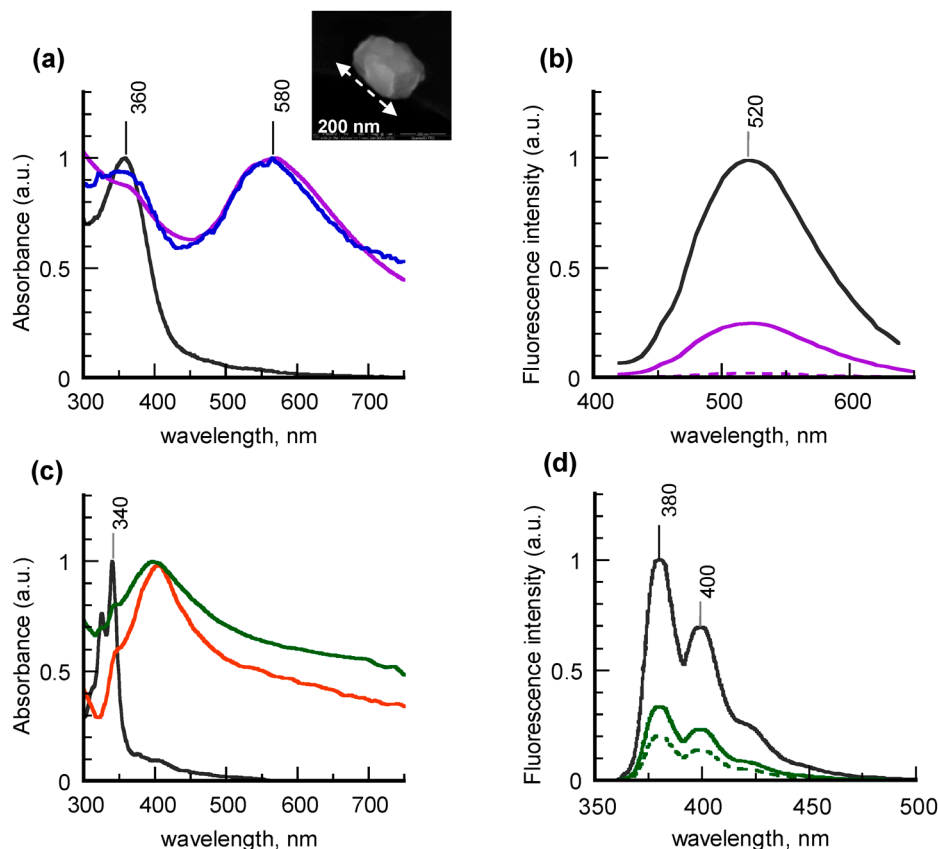 (a)
360
580
200 nm
Absorbance (a.u.)
1
0.5
0
300 400 500 600 700
wavelength, nm
(b)
520
Fluorescence intensity (a.u.)
1
0.5
0
400 500 600
wavelength, nm
(c)
340
Absorbance (a.u.)
1
0.5
0
300 400 500 600 700
wavelength, nm
(d)
380
400
Fluorescence intensity (a.u.)
1
0.5
0
350 400 450 500
wavelength, nm